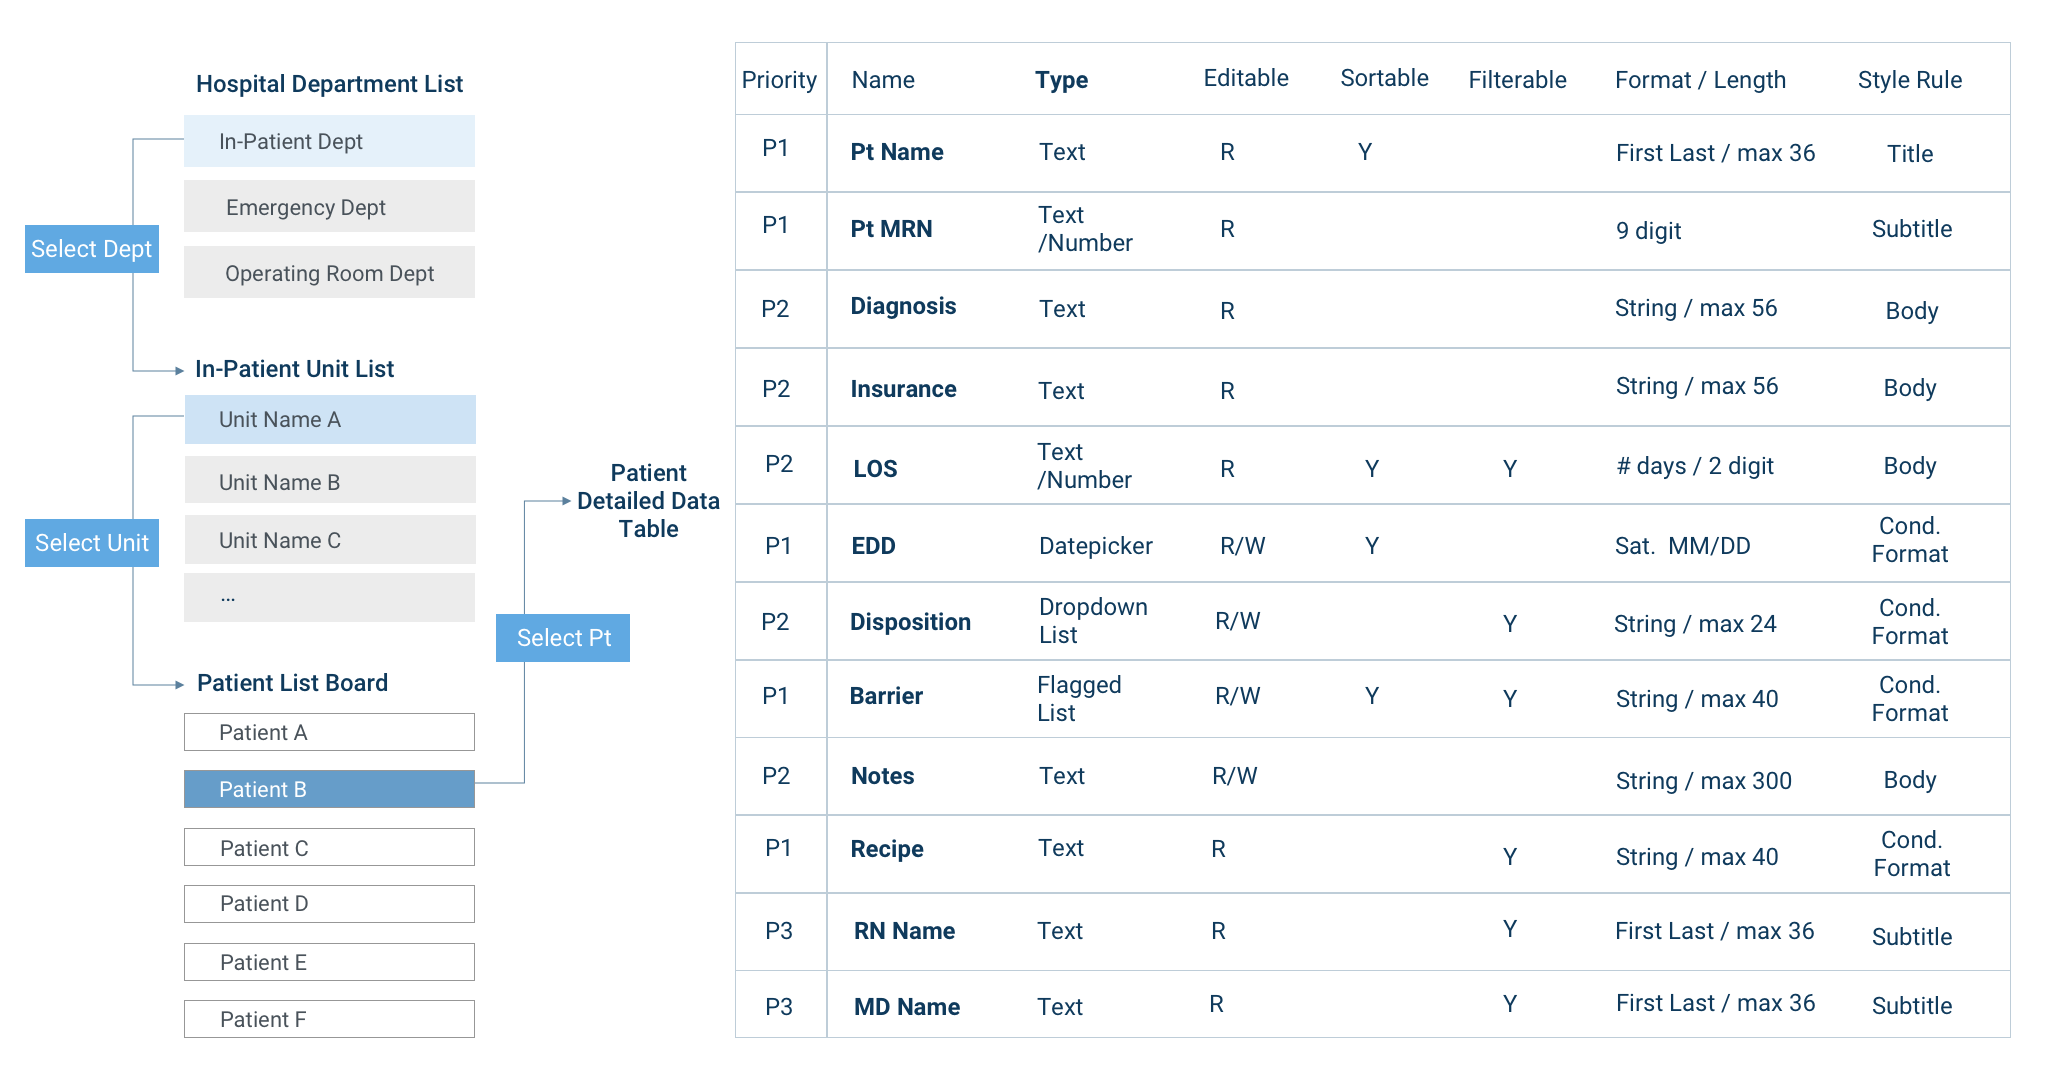 Hospital Department List
In-Patient Dept
Emergency Dept
Select Dept
Operating Room Dept
In-Patient Unit List
Unit Name A
Unit Name B
Select Unit
Unit Name C
...
Patient List Board
Patient A
Patient B
Patient C
Patient D
Patient E
Patient F
Select Pt
Patient
Detailed Data
Table
Priority Name Type Editable Sortable Filterable Format / Length Style Rule
P1 Pt Name Text R Y First Last / max 36 Title
P1 Pt MRN Text
/Number R 9 digit Subtitle
P2 Diagnosis Text R String / max 56 Body
P2 Insurance Text R String / max 56 Body
P2 LOS Text
/Number R Y Y # days / 2 digit Body
P1 EDD Datepicker R/W Y Sat. MM/DD Cond.
Format
P2 Disposition Dropdown
List R/W Y String / max 24 Cond.
Format
P1 Barrier Flagged
List R/W Y Y String / max 40 Cond.
Format
P2 Notes Text R/W String / max 300 Body
P1 Recipe Text R Y String / max 40 Cond.
Format
P3 RN Name Text R Y First Last / max 36 Subtitle
P3 MD Name Text R Y First Last / max 36 Subtitle